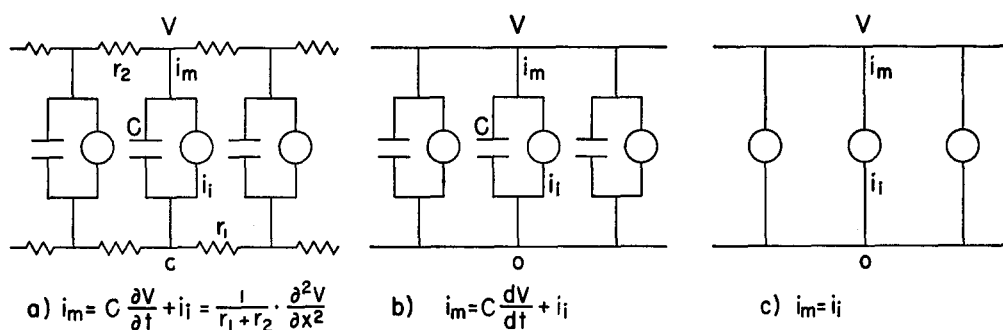 V
r₂
iₘ
C
iᵢ
r₁
c
a) iₘ = C ∂V/∂t + iᵢ = 1/(r₁+r₂) · ∂²V/∂x²
V
iₘ
C
iᵢ
o
b) iₘ = C dV/dt + iᵢ
V
iₘ
iᵢ
o
c) iₘ = iᵢ